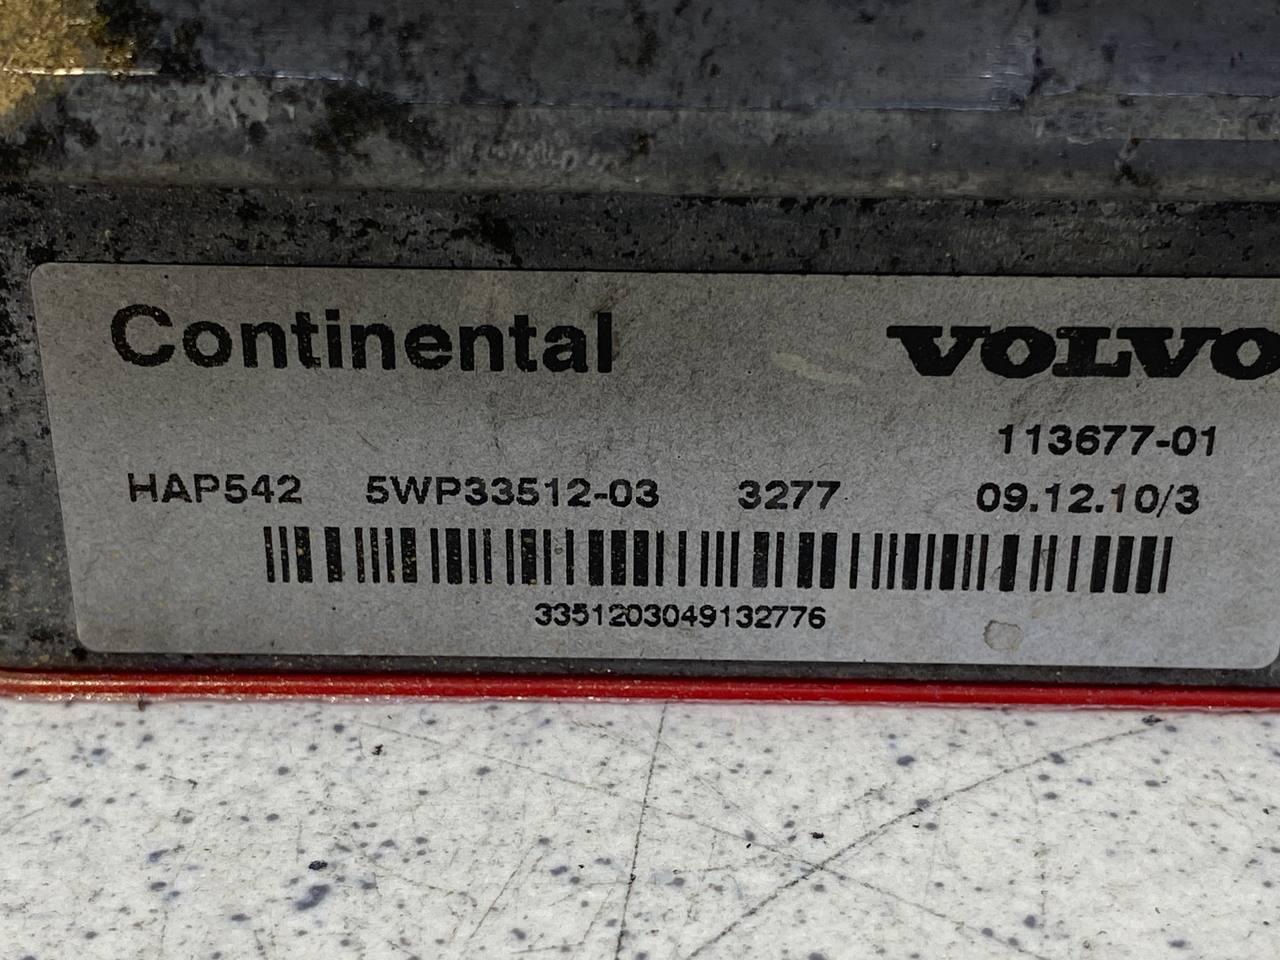 Continental VOLVO
113677-01
HAP542 5WP33512-03 3277 09.12.10/3
3351203049132776